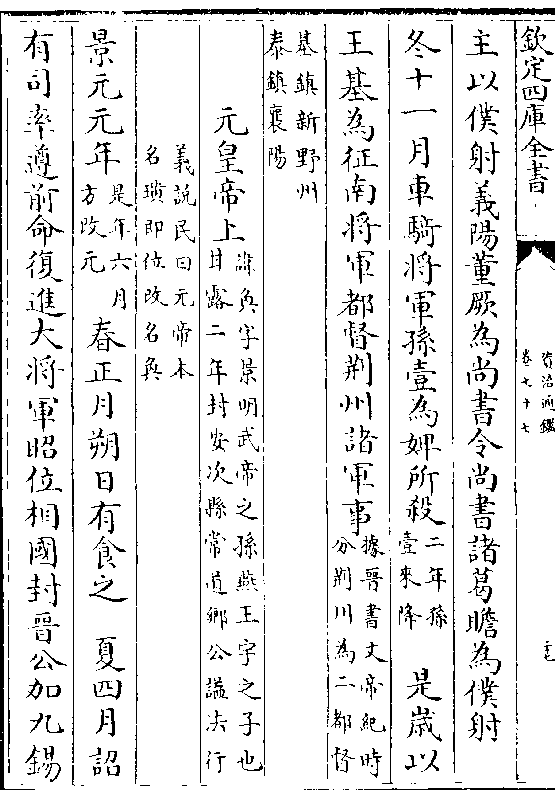 欽定四庫全書
資治通鑑
卷七十七
主以僕射義陽董厥為尚書令尚書諸葛瞻為僕射
冬十一月車騎將軍孫壹為婢所殺二年孫壹來降 是歲以
王基為征南將軍都督荆州諸軍事據晉書文帝紀時分荆州為二都督
基鎮新野州泰鎮襄陽
元皇帝上諱奐字景明武帝之孫燕王宇之子也甘露二年封安次縣常道鄉公諡法行
義説民曰元帝本名璜即位改名奐
景元元年是年六月方改元 春正月朔日有食之 夏四月詔
有司率遵前命復進大將軍昭位相國封晉公加九錫